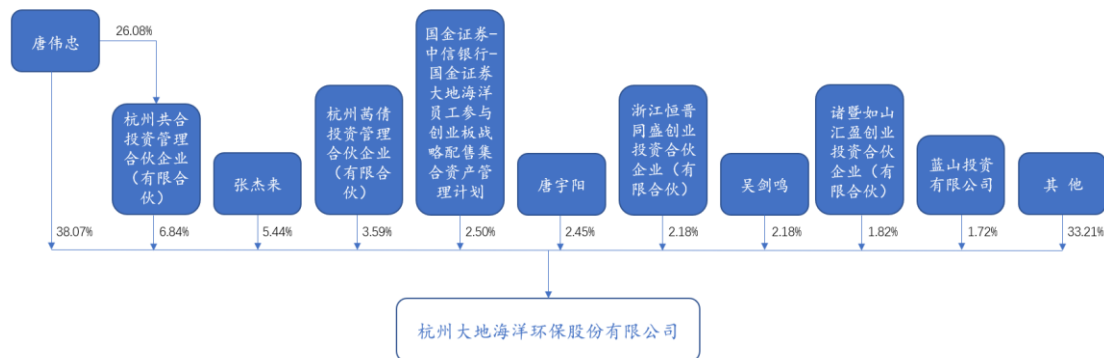 唐伟忠
26.08%
杭州共合
投资管理
合伙企业
（有限合
伙）
张杰来
杭州菡倩
投资管理
合伙企业
（有限合
伙）
国金证券-
中信银行-
国金证券
大地海洋
员工参与
创业板战
略配售集
合资产管
理计划
唐宇阳
浙江恒晋
同盛创业
投资合伙
企业（有
限合伙）
吴剑鸣
诸暨如山
汇盈创业
投资合伙
企业（有
限合伙）
蓝山投资
有限公司
其 他
38.07%
6.84%
5.44%
3.59%
2.50%
2.45%
2.18%
2.18%
1.82%
1.72%
33.21%
杭州大地海洋环保股份有限公司